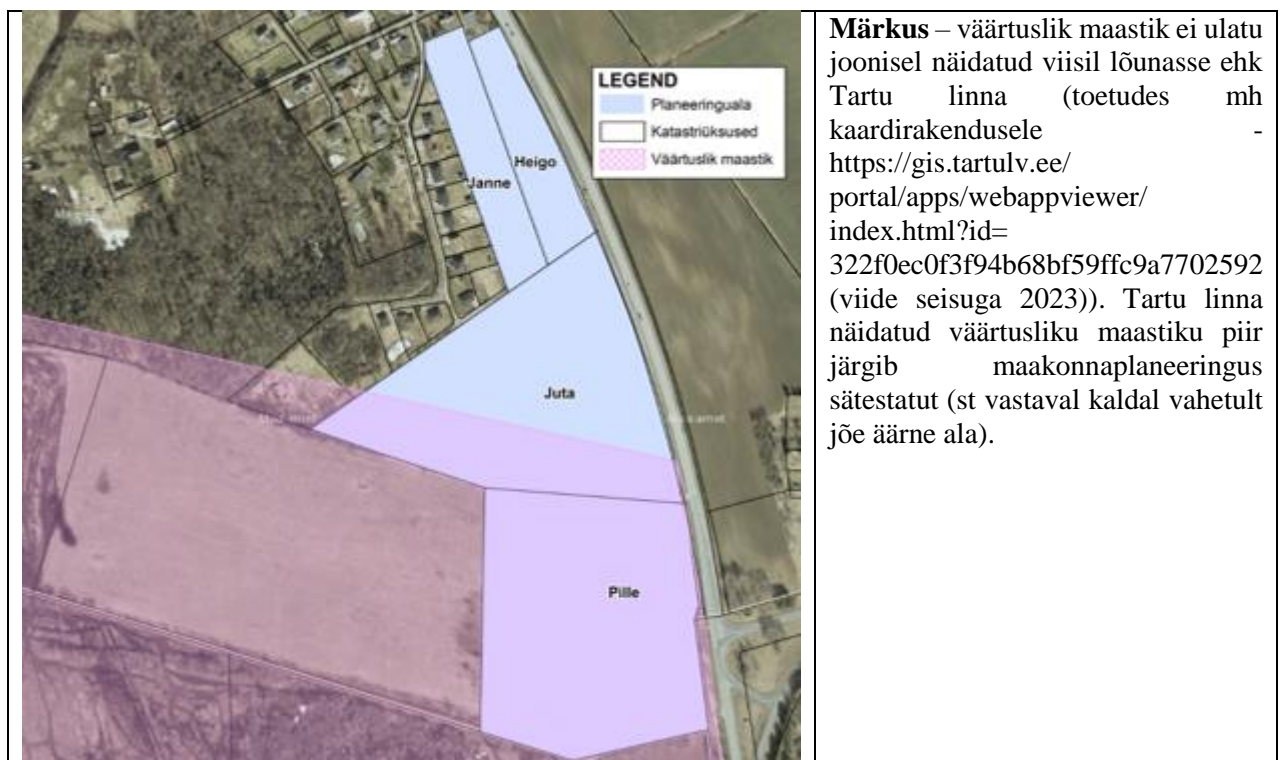 LEGEND
Planeeringuala
Katastriüksused
Väärtuslik maastik
Heigo
Janne
Juta
Pille
Märkus – väärtuslik maastik ei ulatu
joonisel näidatud viisil lõunasse ehk
Tartu linna (toetudes mh
kaardirakendusele -
https://gis.tartulv.ee/
portal/apps/webappviewer/
index.html?id=
322f0ec0f3f94b68bf59ffc9a7702592
(viide seisuga 2023)). Tartu linna
näidatud väärtusliku maastiku piir
järgib maakonnaplaneeringus
sätestatut (st vastaval kaldal vahetult
jõe äärne ala).